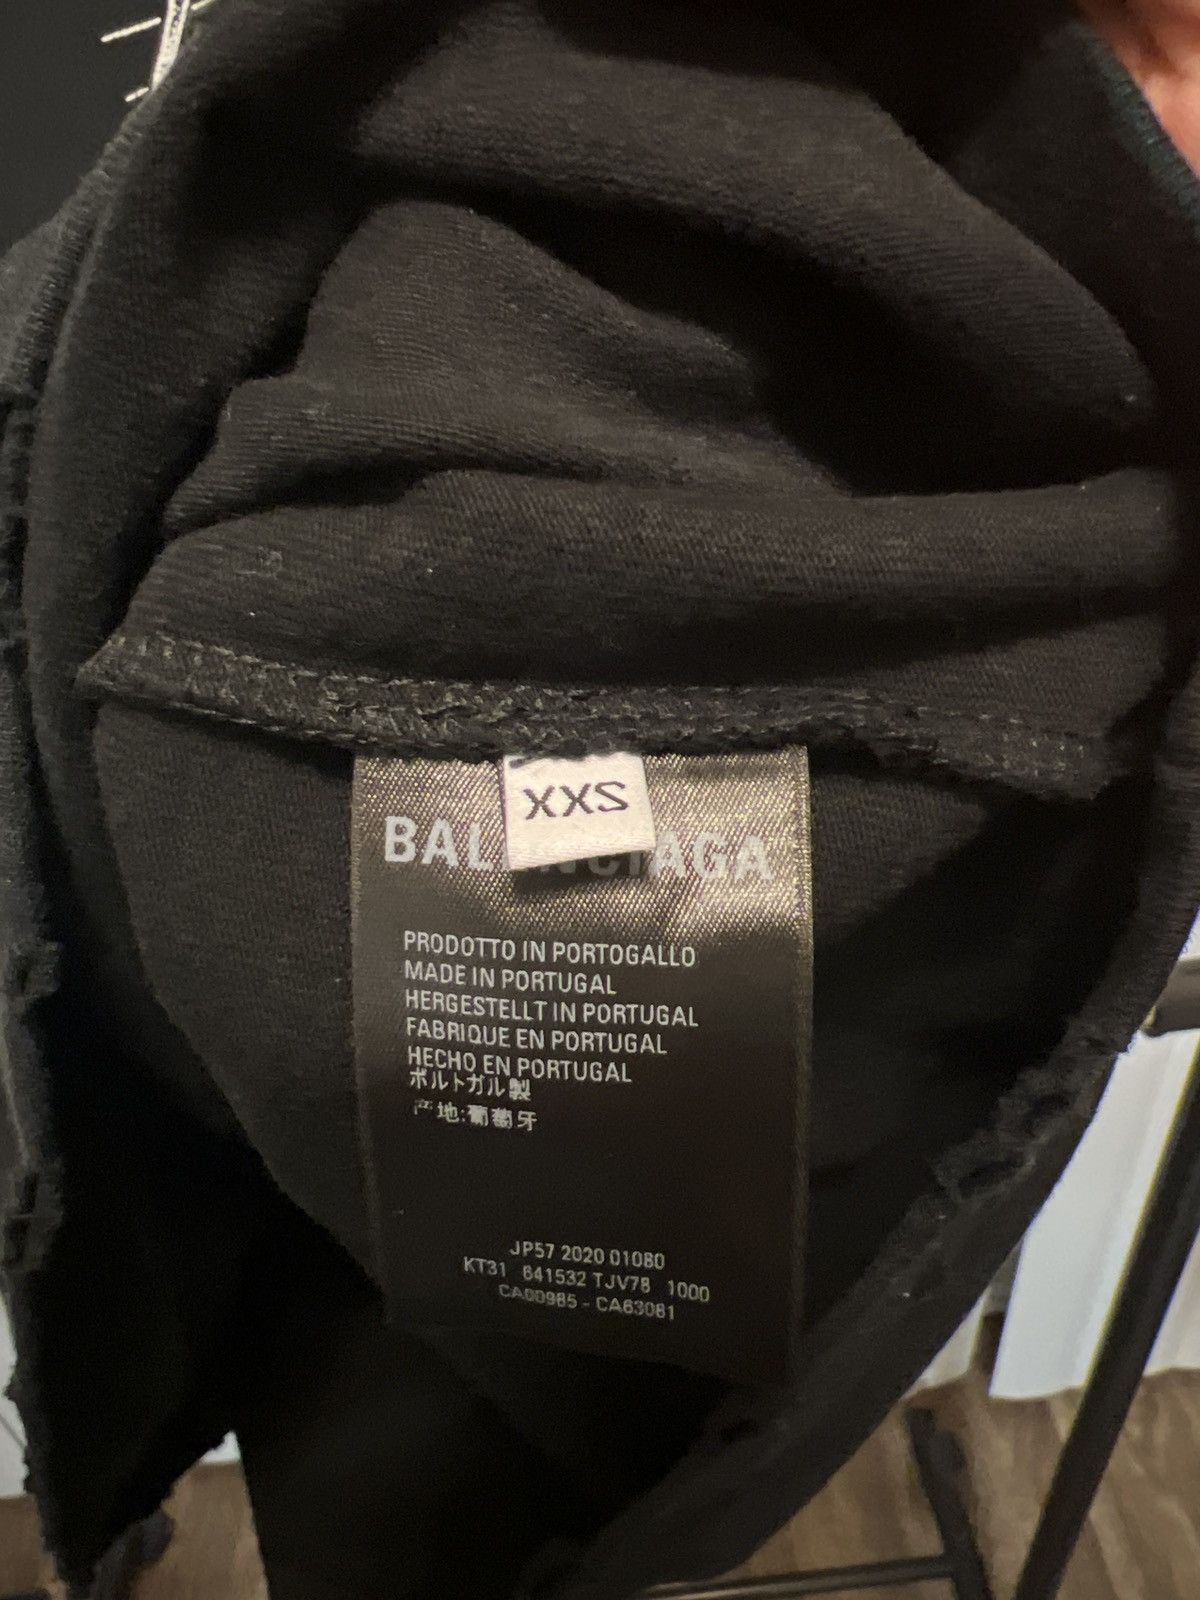 XXS
BALENCIAGA
PRODOTTO IN PORTOGALLO
MADE IN PORTUGAL
HERGESTELLT IN PORTUGAL
FABRIQUE EN PORTUGAL
HECHO EN PORTUGAL
ポルトガル製
产地:葡萄牙
JP57 2020 01080
KT31 641532 TJV78 1000
CA00985 - CA63081